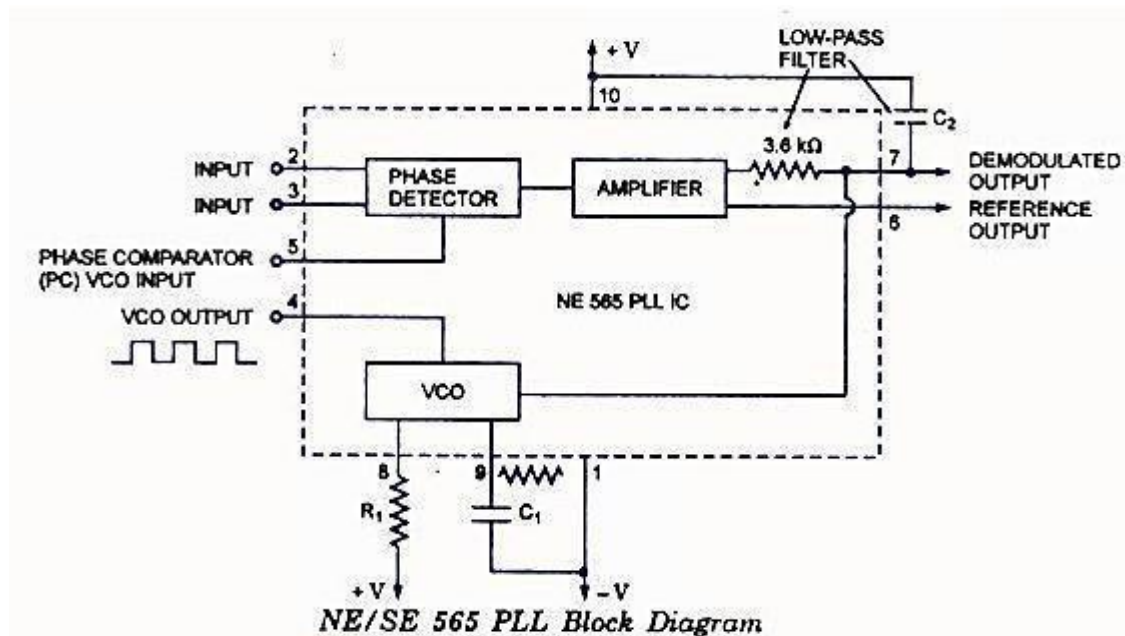 + V
LOW-PASS
FILTER
10
C2
3.6 kΩ
INPUT
2
PHASE
DETECTOR
AMPLIFIER
7
DEMODULATED
OUTPUT
INPUT
3
6
REFERENCE
OUTPUT
PHASE COMPARATOR
(PC) VCO INPUT
5
NE 565 PLL IC
VCO OUTPUT
4
VCO
8
9
1
R1
C1
+ V
- V
NE/SE 565 PLL Block Diagram